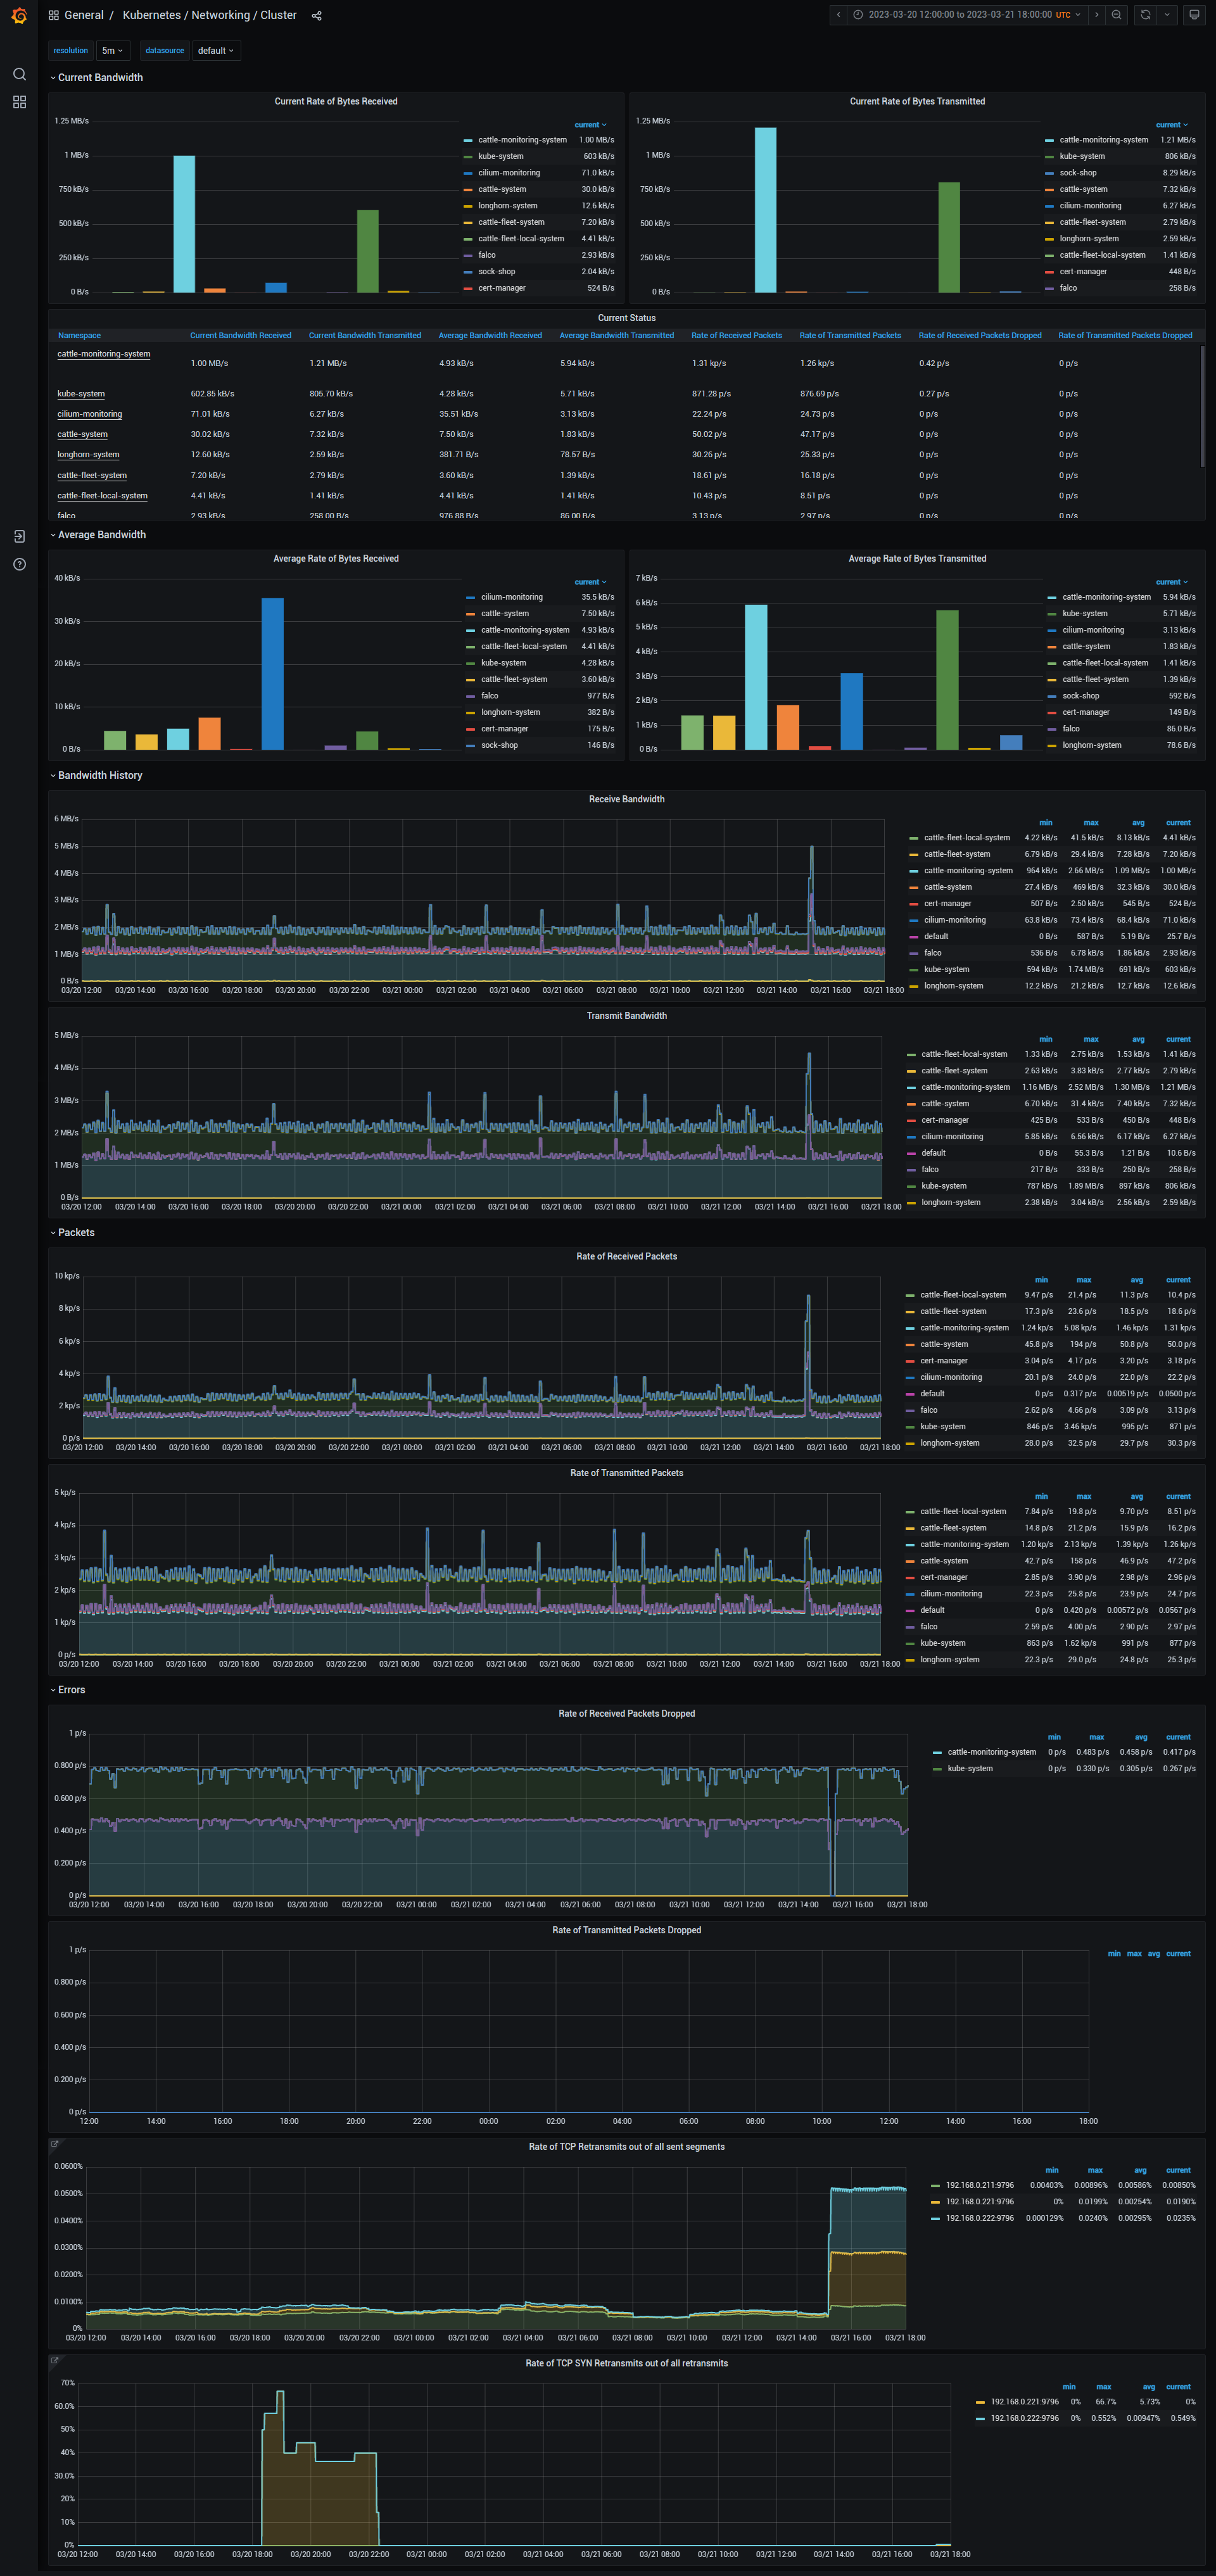 General / Kubernetes / Networking / Cluster
2023-03-20 12:00:00 to 2023-03-21 18:00:00 UTC
resolution 5m datasource default
Current Bandwidth
Current Rate of Bytes Received
1.25 MB/s
1 MB/s
750 kB/s
500 kB/s
250 kB/s
0 B/s
current
cattle-monitoring-system 1.00 MB/s
kube-system 603 kB/s
cilium-monitoring 71.0 kB/s
cattle-system 30.0 kB/s
longhorn-system 12.6 kB/s
cattle-fleet-system 7.20 kB/s
cattle-fleet-local-system 4.41 kB/s
falco 2.93 kB/s
sock-shop 2.04 kB/s
cert-manager 524 B/s
Current Rate of Bytes Transmitted
1.25 MB/s
1 MB/s
750 kB/s
500 kB/s
250 kB/s
0 B/s
current
cattle-monitoring-system 1.21 MB/s
kube-system 806 kB/s
sock-shop 8.29 kB/s
cattle-system 7.32 kB/s
cilium-monitoring 6.27 kB/s
cattle-fleet-system 2.79 kB/s
longhorn-system 2.59 kB/s
cattle-fleet-local-system 1.41 kB/s
cert-manager 448 B/s
falco 258 B/s
Current Status
Namespace Current Bandwidth Received Current Bandwidth Transmitted Average Bandwidth Received Average Bandwidth Transmitted Rate of Received Packets Rate of Transmitted Packets Rate of Received Packets Dropped Rate of Transmitted Packets Dropped
cattle-monitoring-system 1.00 MB/s 1.21 MB/s 4.93 kB/s 5.94 kB/s 1.31 kp/s 1.26 kp/s 0.42 p/s 0 p/s
kube-system 602.85 kB/s 805.70 kB/s 4.28 kB/s 5.71 kB/s 871.28 p/s 876.69 p/s 0.27 p/s 0 p/s
cilium-monitoring 71.01 kB/s 6.27 kB/s 35.51 kB/s 3.13 kB/s 22.24 p/s 24.73 p/s 0 p/s 0 p/s
cattle-system 30.02 kB/s 7.32 kB/s 7.50 kB/s 1.83 kB/s 50.02 p/s 47.17 p/s 0 p/s 0 p/s
longhorn-system 12.60 kB/s 2.59 kB/s 381.71 B/s 78.57 B/s 30.26 p/s 25.33 p/s 0 p/s 0 p/s
cattle-fleet-system 7.20 kB/s 2.79 kB/s 3.60 kB/s 1.39 kB/s 18.61 p/s 16.18 p/s 0 p/s 0 p/s
cattle-fleet-local-system 4.41 kB/s 1.41 kB/s 4.41 kB/s 1.41 kB/s 10.43 p/s 8.51 p/s 0 p/s 0 p/s
falco 2.93 kB/s 258.00 B/s 976.88 B/s 86.00 B/s 3.13 p/s 2.97 p/s 0 p/s 0 p/s
Average Bandwidth
Average Rate of Bytes Received
40 kB/s
30 kB/s
20 kB/s
10 kB/s
0 B/s
current
cilium-monitoring 35.5 kB/s
cattle-system 7.50 kB/s
cattle-monitoring-system 4.93 kB/s
cattle-fleet-local-system 4.41 kB/s
kube-system 4.28 kB/s
cattle-fleet-system 3.60 kB/s
falco 977 B/s
longhorn-system 382 B/s
cert-manager 175 B/s
sock-shop 146 B/s
Average Rate of Bytes Transmitted
7 kB/s
6 kB/s
5 kB/s
4 kB/s
3 kB/s
2 kB/s
1 kB/s
0 B/s
current
cattle-monitoring-system 5.94 kB/s
kube-system 5.71 kB/s
cilium-monitoring 3.13 kB/s
cattle-system 1.83 kB/s
cattle-fleet-local-system 1.41 kB/s
cattle-fleet-system 1.39 kB/s
sock-shop 592 B/s
cert-manager 149 B/s
falco 86.0 B/s
longhorn-system 78.6 B/s
Bandwidth History
Receive Bandwidth
6 MB/s
5 MB/s
4 MB/s
3 MB/s
2 MB/s
1 MB/s
0 B/s
03/20 12:00 03/20 14:00 03/20 16:00 03/20 18:00 03/20 20:00 03/20 22:00 03/21 00:00 03/21 02:00 03/21 04:00 03/21 06:00 03/21 08:00 03/21 10:00 03/21 12:00 03/21 14:00 03/21 16:00 03/21 18:00
min max avg current
cattle-fleet-local-system 4.22 kB/s 41.5 kB/s 8.13 kB/s 4.41 kB/s
cattle-fleet-system 6.79 kB/s 29.4 kB/s 7.28 kB/s 7.20 kB/s
cattle-monitoring-system 964 kB/s 2.66 MB/s 1.09 MB/s 1.00 MB/s
cattle-system 27.4 kB/s 469 kB/s 32.3 kB/s 30.0 kB/s
cert-manager 507 B/s 2.50 kB/s 545 B/s 524 B/s
cilium-monitoring 63.8 kB/s 73.4 kB/s 68.4 kB/s 71.0 kB/s
default 0 B/s 587 B/s 5.19 B/s 25.7 B/s
falco 536 B/s 6.78 kB/s 1.86 kB/s 2.93 kB/s
kube-system 594 kB/s 1.74 MB/s 691 kB/s 603 kB/s
longhorn-system 12.2 kB/s 21.2 kB/s 12.7 kB/s 12.6 kB/s
Transmit Bandwidth
5 MB/s
4 MB/s
3 MB/s
2 MB/s
1 MB/s
0 B/s
03/20 12:00 03/20 14:00 03/20 16:00 03/20 18:00 03/20 20:00 03/20 22:00 03/21 00:00 03/21 02:00 03/21 04:00 03/21 06:00 03/21 08:00 03/21 10:00 03/21 12:00 03/21 14:00 03/21 16:00 03/21 18:00
min max avg current
cattle-fleet-local-system 1.33 kB/s 2.75 kB/s 1.53 kB/s 1.41 kB/s
cattle-fleet-system 2.63 kB/s 3.83 kB/s 2.77 kB/s 2.79 kB/s
cattle-monitoring-system 1.16 MB/s 2.52 MB/s 1.30 MB/s 1.21 MB/s
cattle-system 6.70 kB/s 31.4 kB/s 7.40 kB/s 7.32 kB/s
cert-manager 425 B/s 533 B/s 450 B/s 448 B/s
cilium-monitoring 5.85 kB/s 6.56 kB/s 6.17 kB/s 6.27 kB/s
default 0 B/s 55.3 B/s 1.21 B/s 10.6 B/s
falco 217 B/s 333 B/s 250 B/s 258 B/s
kube-system 787 kB/s 1.89 MB/s 897 kB/s 806 kB/s
longhorn-system 2.38 kB/s 3.04 kB/s 2.56 kB/s 2.59 kB/s
Packets
Rate of Received Packets
10 kp/s
8 kp/s
6 kp/s
4 kp/s
2 kp/s
0 p/s
03/20 12:00 03/20 14:00 03/20 16:00 03/20 18:00 03/20 20:00 03/20 22:00 03/21 00:00 03/21 02:00 03/21 04:00 03/21 06:00 03/21 08:00 03/21 10:00 03/21 12:00 03/21 14:00 03/21 16:00 03/21 18:00
min max avg current
cattle-fleet-local-system 9.47 p/s 21.4 p/s 11.3 p/s 10.4 p/s
cattle-fleet-system 17.3 p/s 23.6 p/s 18.5 p/s 18.6 p/s
cattle-monitoring-system 1.24 kp/s 5.08 kp/s 1.46 kp/s 1.31 kp/s
cattle-system 45.8 p/s 194 p/s 50.8 p/s 50.0 p/s
cert-manager 3.04 p/s 4.17 p/s 3.20 p/s 3.18 p/s
cilium-monitoring 20.1 p/s 24.0 p/s 22.0 p/s 22.2 p/s
default 0 p/s 0.317 p/s 0.00519 p/s 0.0500 p/s
falco 2.62 p/s 4.66 p/s 3.09 p/s 3.13 p/s
kube-system 846 p/s 3.46 kp/s 995 p/s 871 p/s
longhorn-system 28.0 p/s 32.5 p/s 29.7 p/s 30.3 p/s
Rate of Transmitted Packets
5 kp/s
4 kp/s
3 kp/s
2 kp/s
1 kp/s
0 p/s
03/20 12:00 03/20 14:00 03/20 16:00 03/20 18:00 03/20 20:00 03/20 22:00 03/21 00:00 03/21 02:00 03/21 04:00 03/21 06:00 03/21 08:00 03/21 10:00 03/21 12:00 03/21 14:00 03/21 16:00 03/21 18:00
min max avg current
cattle-fleet-local-system 7.84 p/s 19.8 p/s 9.70 p/s 8.51 p/s
cattle-fleet-system 14.8 p/s 21.2 p/s 15.9 p/s 16.2 p/s
cattle-monitoring-system 1.20 kp/s 2.13 kp/s 1.39 kp/s 1.26 kp/s
cattle-system 42.7 p/s 158 p/s 46.9 p/s 47.2 p/s
cert-manager 2.85 p/s 3.90 p/s 2.98 p/s 2.96 p/s
cilium-monitoring 22.3 p/s 25.8 p/s 23.9 p/s 24.7 p/s
default 0 p/s 0.420 p/s 0.00572 p/s 0.0567 p/s
falco 2.59 p/s 4.00 p/s 2.90 p/s 2.97 p/s
kube-system 863 p/s 1.62 kp/s 991 p/s 877 p/s
longhorn-system 22.3 p/s 29.0 p/s 24.8 p/s 25.3 p/s
Errors
Rate of Received Packets Dropped
1 p/s
0.800 p/s
0.600 p/s
0.400 p/s
0.200 p/s
0 p/s
03/20 12:00 03/20 14:00 03/20 16:00 03/20 18:00 03/20 20:00 03/20 22:00 03/21 00:00 03/21 02:00 03/21 04:00 03/21 06:00 03/21 08:00 03/21 10:00 03/21 12:00 03/21 14:00 03/21 16:00 03/21 18:00
min max avg current
cattle-monitoring-system 0 p/s 0.483 p/s 0.458 p/s 0.417 p/s
kube-system 0 p/s 0.330 p/s 0.305 p/s 0.267 p/s
Rate of Transmitted Packets Dropped
1 p/s
0.800 p/s
0.600 p/s
0.400 p/s
0.200 p/s
0 p/s
12:00 14:00 16:00 18:00 20:00 22:00 00:00 02:00 04:00 06:00 08:00 10:00 12:00 14:00 16:00 18:00
min max avg current
Rate of TCP Retransmits out of all sent segments
0.0600%
0.0500%
0.0400%
0.0300%
0.0200%
0.0100%
0%
03/20 12:00 03/20 14:00 03/20 16:00 03/20 18:00 03/20 20:00 03/20 22:00 03/21 00:00 03/21 02:00 03/21 04:00 03/21 06:00 03/21 08:00 03/21 10:00 03/21 12:00 03/21 14:00 03/21 16:00 03/21 18:00
min max avg current
192.168.0.211:9796 0.00403% 0.00896% 0.00586% 0.00850%
192.168.0.221:9796 0% 0.0199% 0.00254% 0.0190%
192.168.0.222:9796 0.000129% 0.0240% 0.00295% 0.0235%
Rate of TCP SYN Retransmits out of all retransmits
70%
60.0%
50%
40%
30.0%
20%
10%
0%
03/20 12:00 03/20 14:00 03/20 16:00 03/20 18:00 03/20 20:00 03/20 22:00 03/21 00:00 03/21 02:00 03/21 04:00 03/21 06:00 03/21 08:00 03/21 10:00 03/21 12:00 03/21 14:00 03/21 16:00 03/21 18:00
min max avg current
192.168.0.221:9796 0% 66.7% 5.73% 0%
192.168.0.222:9796 0% 0.552% 0.00947% 0.549%